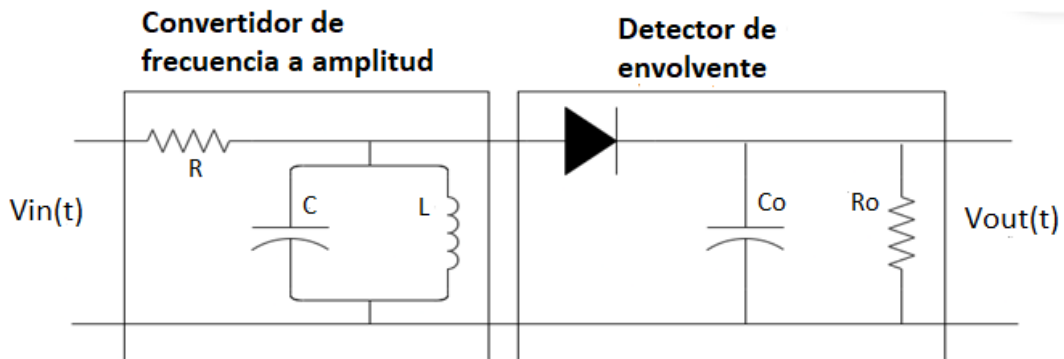 Convertidor de
frecuencia a amplitud
Detector de
envolvente
R
Vin(t)
C
L
Co
Ro
Vout(t)